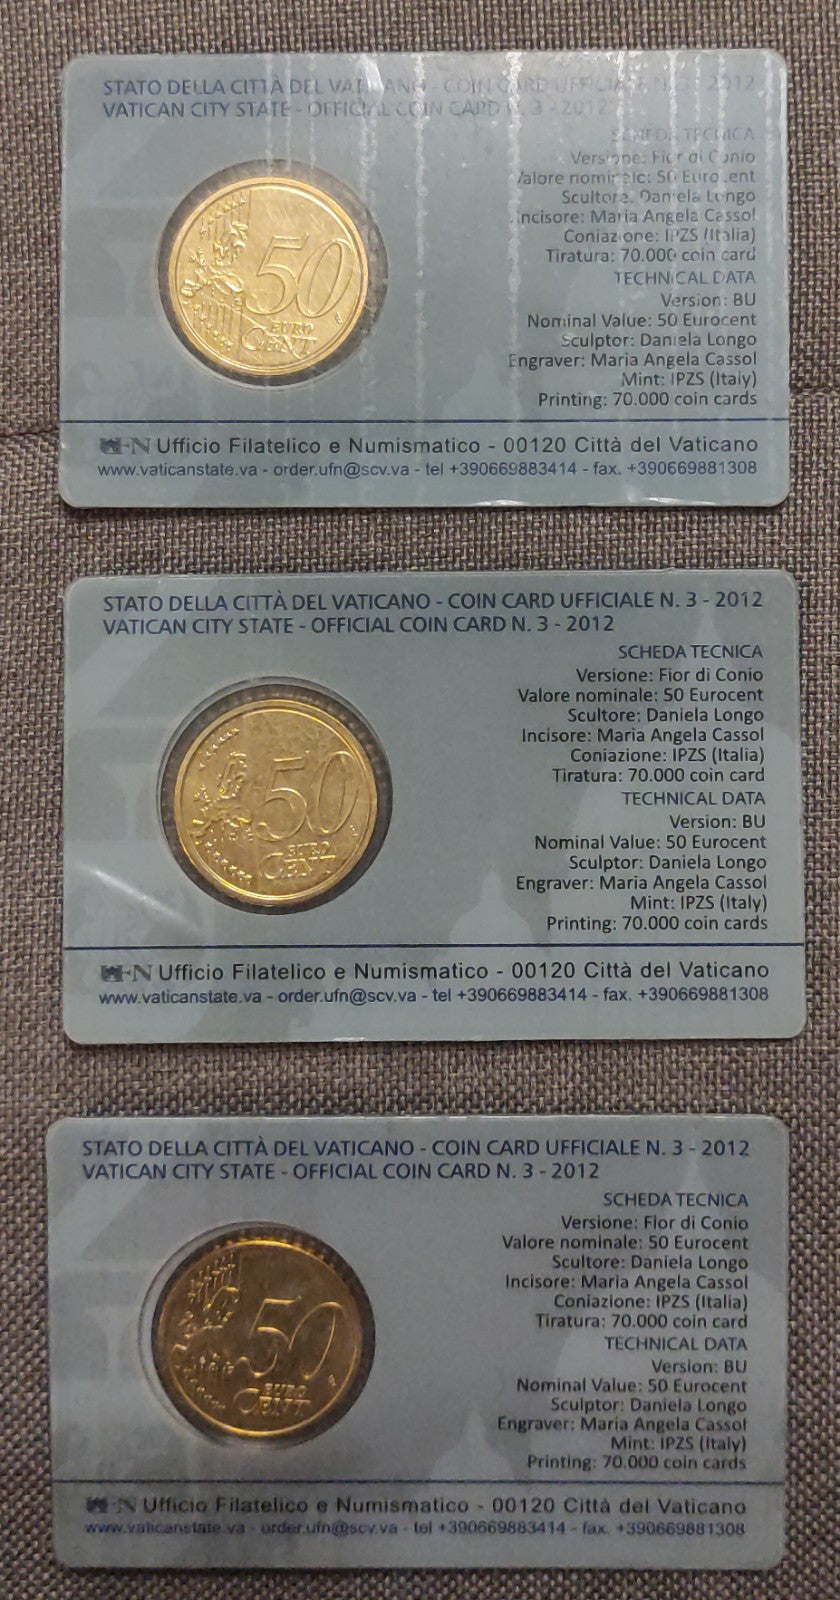 STATO DELLA CITTÀ DEL VATICANO - COIN CARD UFFICIALE N. 3 - 2012
VATICAN CITY STATE - OFFICIAL COIN CARD N. 3 - 2012
SCHEDA TECNICA
Versione: Fior di Conio
Valore nominale: 50 Eurocent
Scultore: Daniela Longo
Incisore: Maria Angela Cassol
Coniazione: IPZS (Italia)
Tiratura: 70.000 coin card
TECHNICAL DATA
Version: BU
Nominal Value: 50 Eurocent
Sculptor: Daniela Longo
Engraver: Maria Angela Cassol
Mint: IPZS (Italy)
Printing: 70.000 coin cards
50
EURO
CENT
Ufficio Filatelico e Numismatico - 00120 Città del Vaticano
www.vaticanstate.va - order.ufn@scv.va - tel +390669883414 - fax. +390669881308
STATO DELLA CITTÀ DEL VATICANO - COIN CARD UFFICIALE N. 3 - 2012
VATICAN CITY STATE - OFFICIAL COIN CARD N. 3 - 2012
SCHEDA TECNICA
Versione: Fior di Conio
Valore nominale: 50 Eurocent
Scultore: Daniela Longo
Incisore: Maria Angela Cassol
Coniazione: IPZS (Italia)
Tiratura: 70.000 coin card
TECHNICAL DATA
Version: BU
Nominal Value: 50 Eurocent
Sculptor: Daniela Longo
Engraver: Maria Angela Cassol
Mint: IPZS (Italy)
Printing: 70.000 coin cards
50
EURO
CENT
Ufficio Filatelico e Numismatico - 00120 Città del Vaticano
www.vaticanstate.va - order.ufn@scv.va - tel +390669883414 - fax. +390669881308
STATO DELLA CITTÀ DEL VATICANO - COIN CARD UFFICIALE N. 3 - 2012
VATICAN CITY STATE - OFFICIAL COIN CARD N. 3 - 2012
SCHEDA TECNICA
Versione: Fior di Conio
Valore nominale: 50 Eurocent
Scultore: Daniela Longo
Incisore: Maria Angela Cassol
Coniazione: IPZS (Italia)
Tiratura: 70.000 coin card
TECHNICAL DATA
Version: BU
Nominal Value: 50 Eurocent
Sculptor: Daniela Longo
Engraver: Maria Angela Cassol
Mint: IPZS (Italy)
Printing: 70.000 coin cards
50
EURO
CENT
Ufficio Filatelico e Numismatico - 00120 Città del Vaticano
www.vaticanstate.va - order.ufn@scv.va - tel +390669883414 - fax. +390669881308